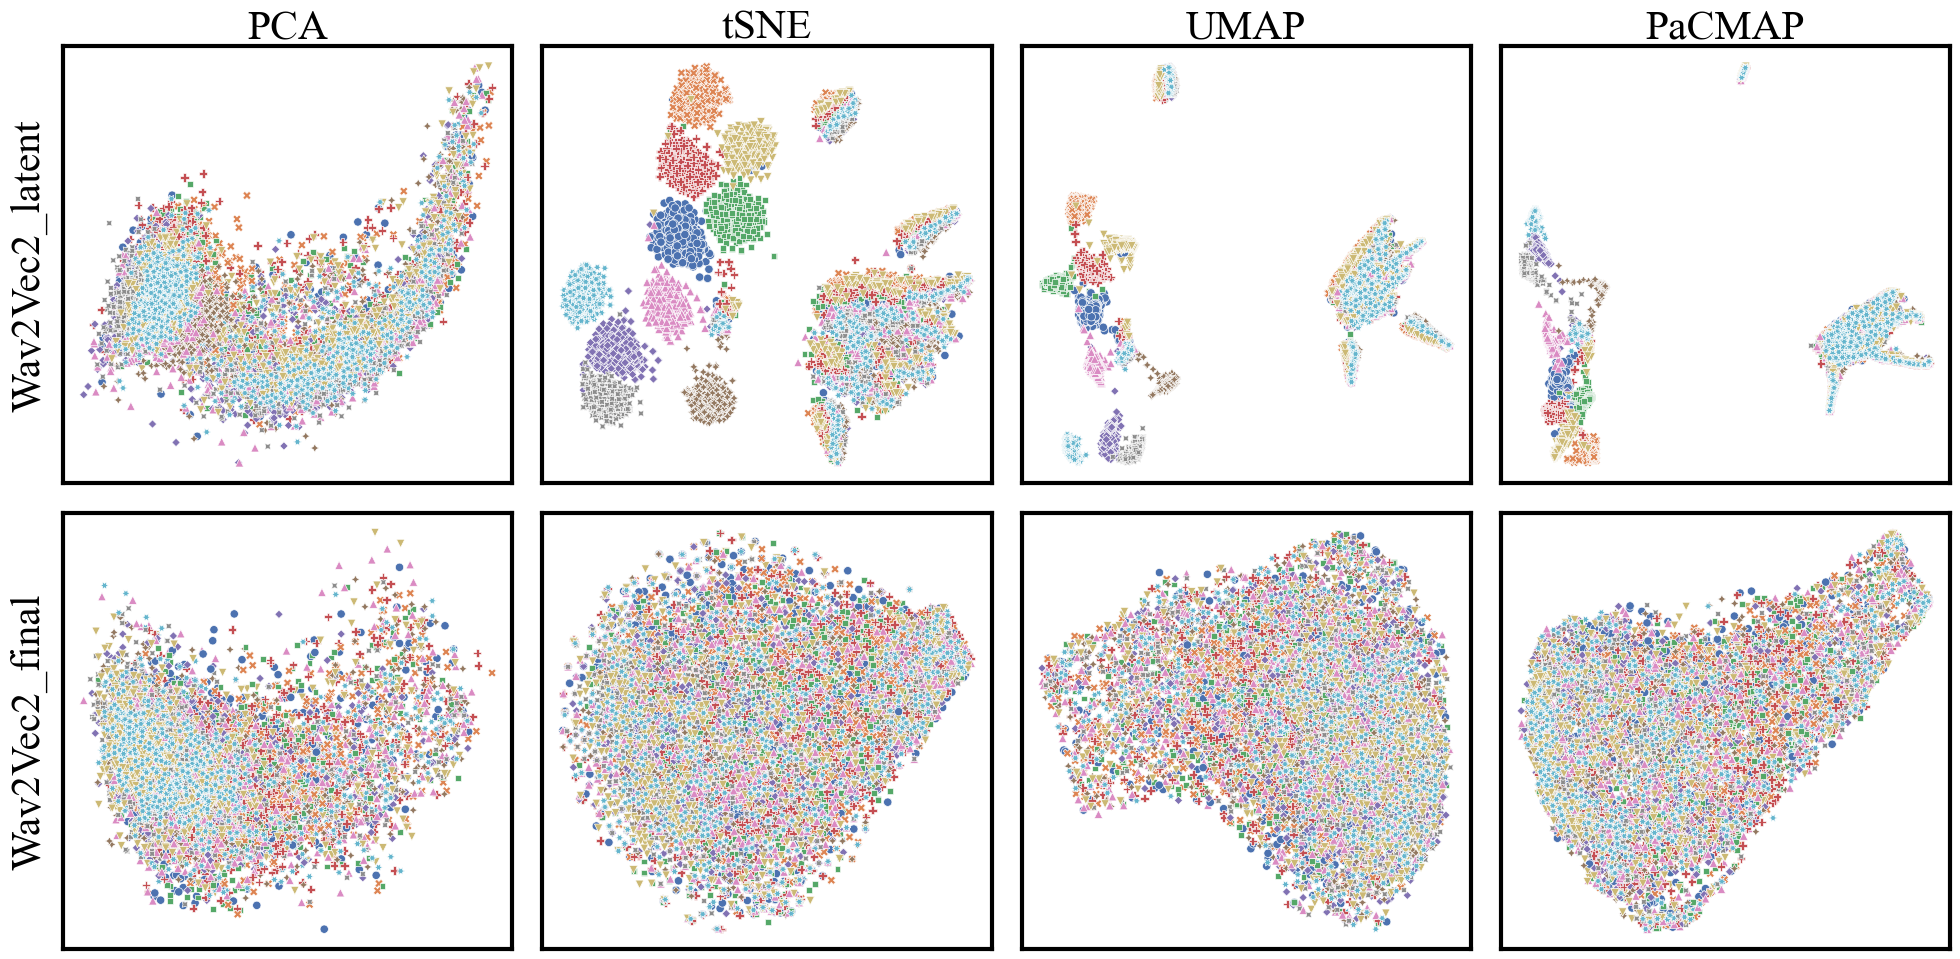 PCA
tSNE
UMAP
PaCMAP
Wav2Vec2_latent
Wav2Vec2_final